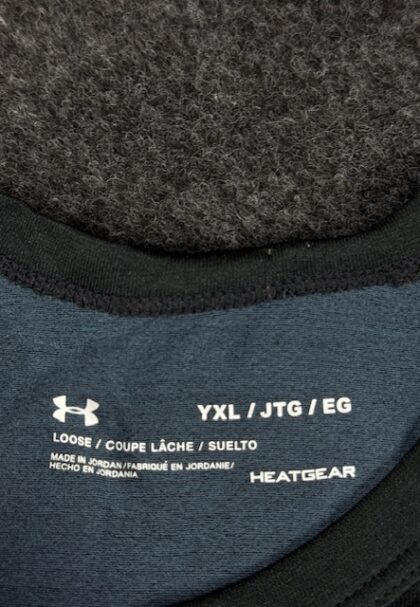 YXL / JTG / EG
LOOSE / COUPE LÂCHE / SUELTO
MADE IN JORDAN/FABRIQUÉ EN JORDANIE/
HECHO EN JORDANIA
HEATGEAR